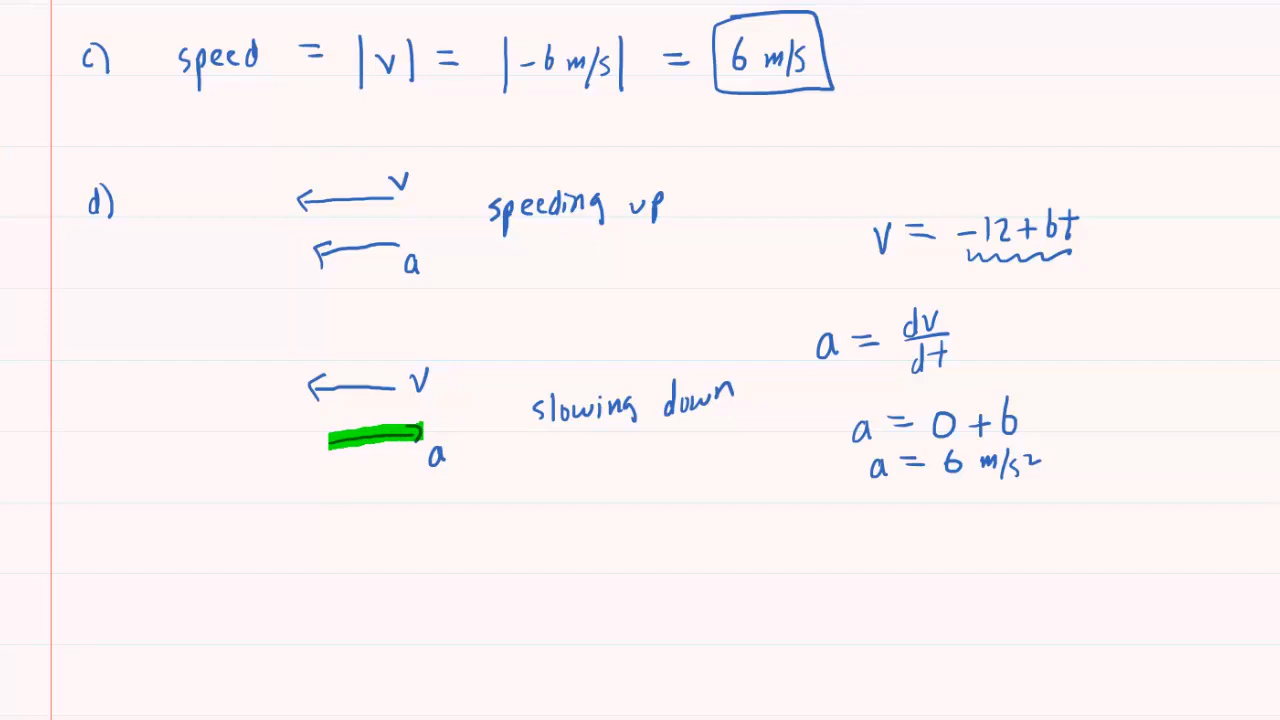 c) speed = |v| = |-6 m/s| = 6 m/s
d)
v
speeding up
a
v = -12+6t
a = dv/dt
v
slowing down
a
a = 0+6
a = 6 m/s²